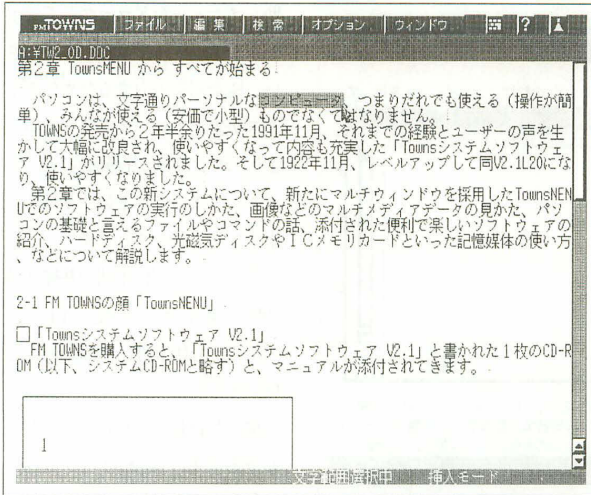 FMTOWNS ファイル 編集 検索 オプション ウィンドウ ?
A:¥TW2_0D.DOC
第2章 TownsMENU から すべてが始まる
パソコンは、文字通りパーソナルなコンピュータ、つまりだれでも使える（操作が簡
単）、みんなが使える（安価で小型）ものでなくてはなりません。
TOWNSの発売から2年半余りたった1991年11月、それまでの経験とユーザーの声を生
かして大幅に改良され、使いやすくなって内容も充実した「Townsシステムソフトウェ
ア V2.1」がリリースされました。そして1922年11月、レベルアップして同V2.1L20にな
り、使いやすくなりました。
第2章では、この新システムについて、新たにマルチウィンドウを採用したTownsNEN
Uでのソフトウェアの実行のしかた、画像などのマルチメディアデータの見かた、パソ
コンの基礎と言えるファイルやコマンドの話、添付された便利で楽しいソフトウェアの
紹介、ハードディスク、光磁気ディスクやＩＣメモリカードといった記憶媒体の使い方
、などについて解説します。
2-1 FM TOWNSの顔「TownsNENU」
□「Townsシステムソフトウェア V2.1」
FM TOWNSを購入すると、「Townsシステムソフトウェア V2.1」と書かれた1枚のCD-R
OM（以下、システムCD-ROMと略す）と、マニュアルが添付されてきます。
1
文字範囲選択中 挿入モード